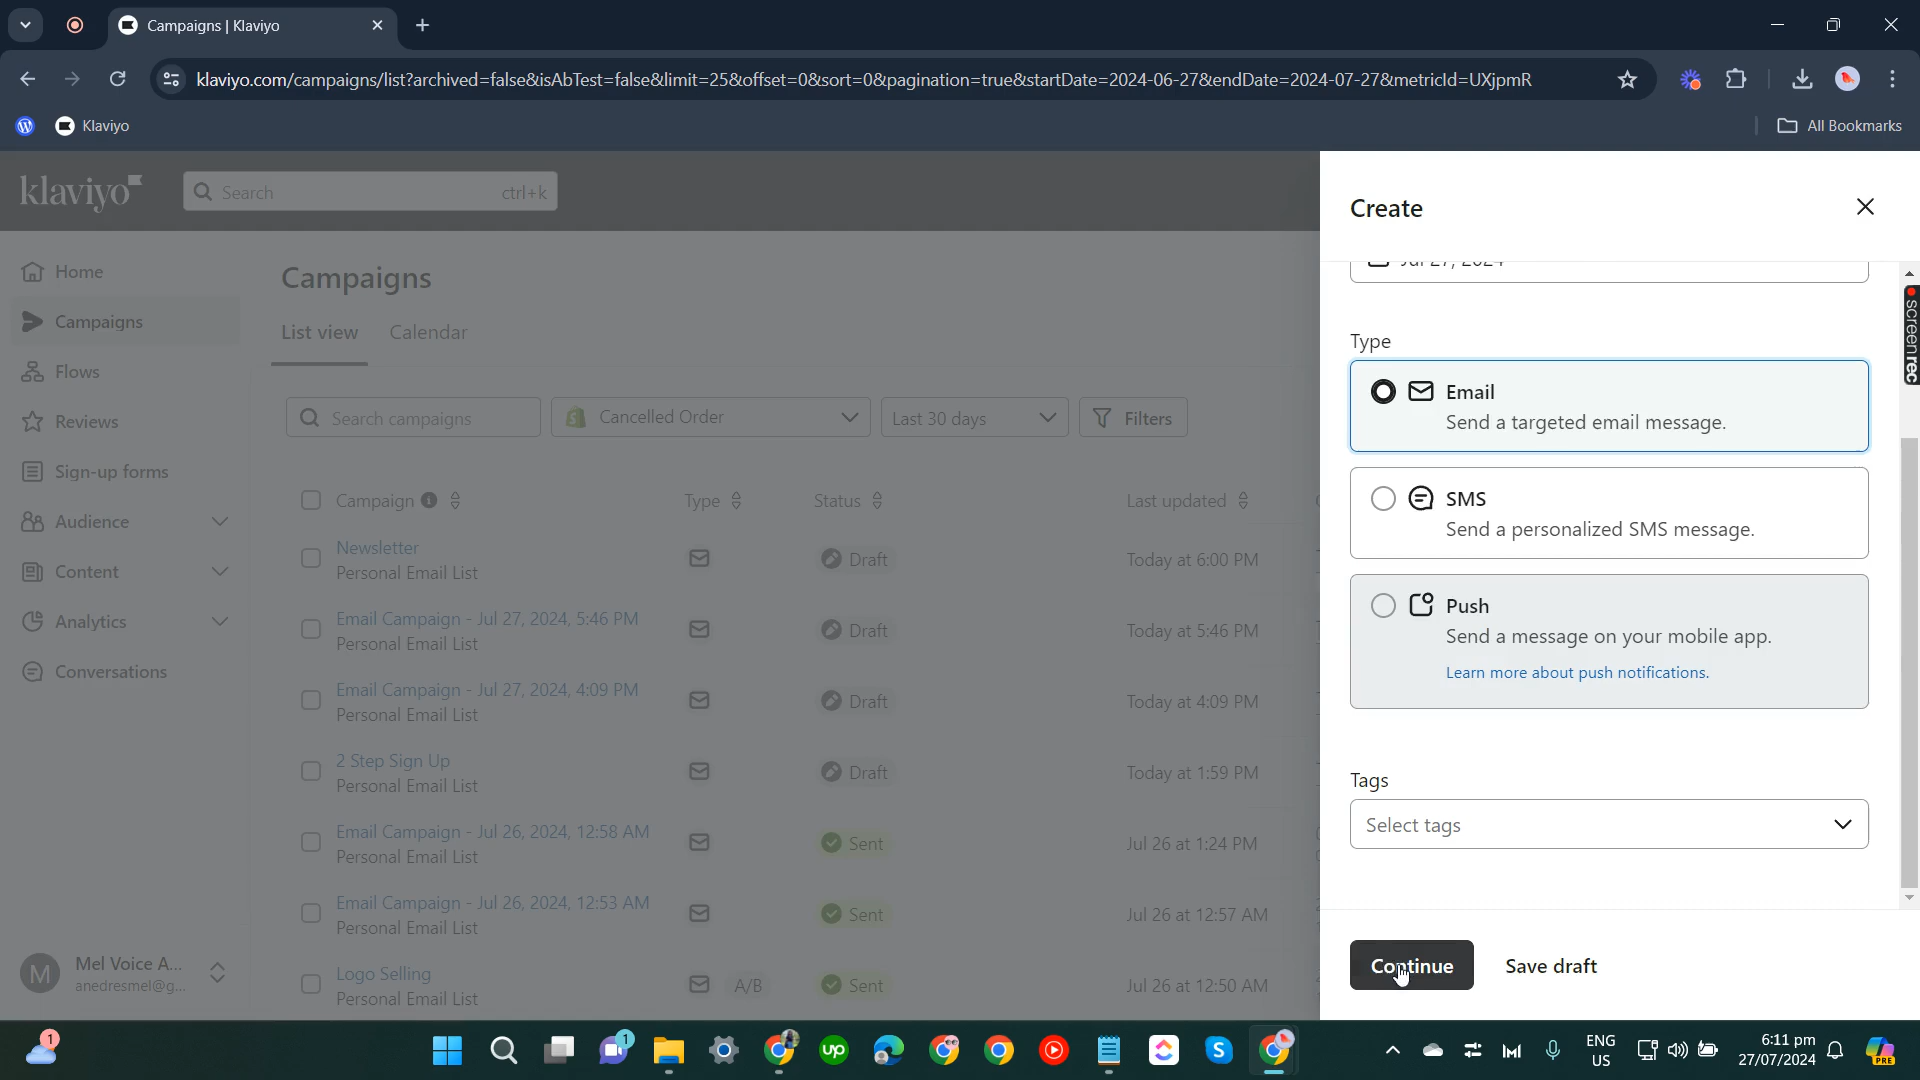 Campaigns | Klaviyo
klaviyo.com/campaigns/list?archived=false&isAbTest=false&limit=25&offset=0&sort=0&pagination=true&startDate=2024-06-27&endDate=2024-07-27&metricId=UXjpmR
Klaviyo
All Bookmarks
klaviyo
Search ctrl+k
Home
Campaigns
Flows
Reviews
Sign-up forms
Audience
Content
Analytics
Conversations
Mel Voice A...
anedresmel@g...
M
Campaigns
List view Calendar
Search campaigns Cancelled Order Last 30 days Filters
Campaign Type Status Last updated
Newsletter
Personal Email List
Draft Today at 6:00 PM
Email Campaign - Jul 27, 2024, 5:46 PM
Personal Email List
Draft Today at 5:46 PM
Email Campaign - Jul 27, 2024, 4:09 PM
Personal Email List
Draft Today at 4:09 PM
2 Step Sign Up
Personal Email List
Draft Today at 1:59 PM
Email Campaign - Jul 26, 2024, 12:58 AM
Personal Email List
Sent Jul 26 at 1:24 PM
Email Campaign - Jul 26, 2024, 12:53 AM
Personal Email List
Sent Jul 26 at 12:57 AM
Logo Selling
Personal Email List
A/B Sent Jul 26 at 12:50 AM
Create
Jul 27, 2024
Type
Email
Send a targeted email message.
SMS
Send a personalized SMS message.
Push
Send a message on your mobile app.
Learn more about push notifications.
Tags
Select tags
Continue Save draft
screenrec
1
1
up
ENG
US
6:11 pm
27/07/2024
PRE